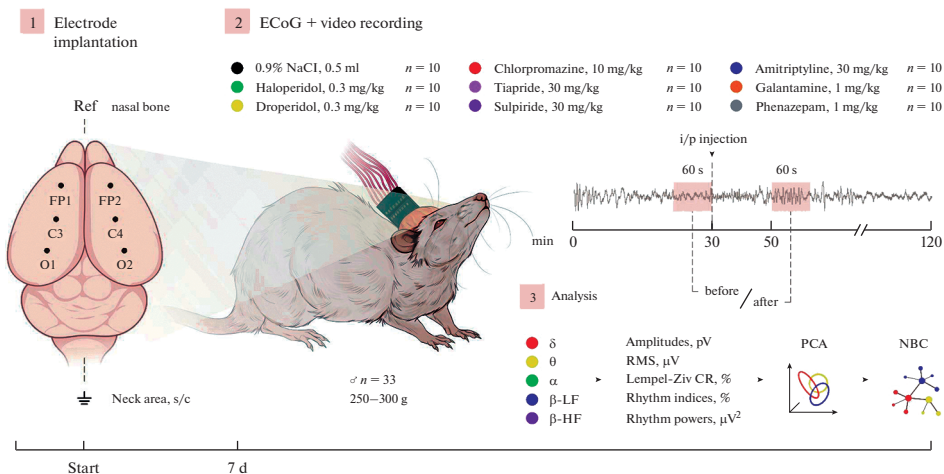 1 Electrode
implantation
2 ECoG + video recording
0.9% NaCI, 0.5 ml n = 10
Haloperidol, 0.3 mg/kg n = 10
Droperidol, 0.3 mg/kg n = 10
Chlorpromazine, 10 mg/kg n = 10
Tiapride, 30 mg/kg n = 10
Sulpiride, 30 mg/kg n = 10
Amitriptyline, 30 mg/kg n = 10
Galantamine, 1 mg/kg n = 10
Phenazepam, 1 mg/kg n = 10
Ref nasal bone
FP1 FP2
C3 C4
O1 O2
Neck area, s/c
♂ n = 33
250–300 g
i/p injection
60 s 60 s
min 0 30 50 120
before / after
3 Analysis
δ Amplitudes, pV
θ RMS, μV
α Lempel-Ziv CR, %
β-LF Rhythm indices, %
β-HF Rhythm powers, μV²
PCA NBC
Start 7 d